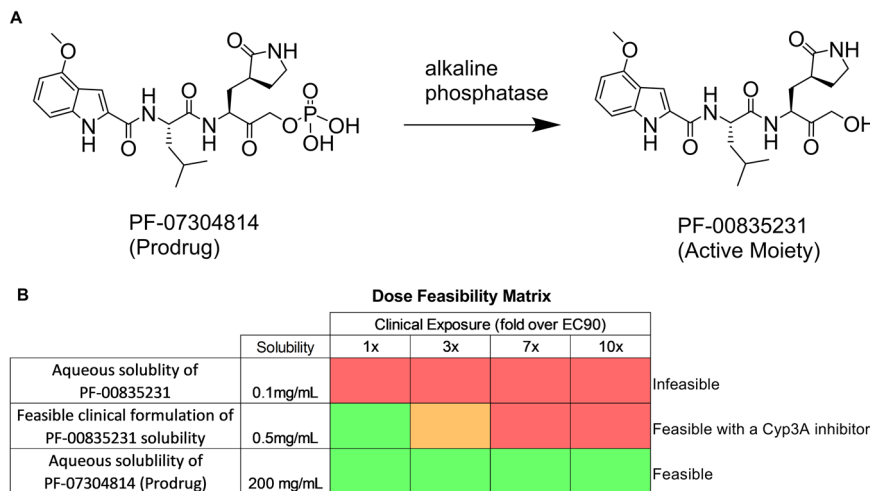 A
O
O
NH
O
H
N
O
O
P
OH
OH
N
H
O
N
H
O
alkaline
phosphatase
O
O
NH
H
N
O
N
H
O
N
H
O
OH
PF-07304814
(Prodrug)
PF-00835231
(Active Moiety)
B
Dose Feasibility Matrix
Clinical Exposure (fold over EC90)
Solubility 1x 3x 7x 10x
Aqueous solublity of
PF-00835231
0.1mg/mL
Infeasible
Feasible clinical formulation of
PF-00835231 solubility
0.5mg/mL
Feasible with a Cyp3A inhibitor
Aqueous solublility of
PF-07304814 (Prodrug)
200 mg/mL
Feasible